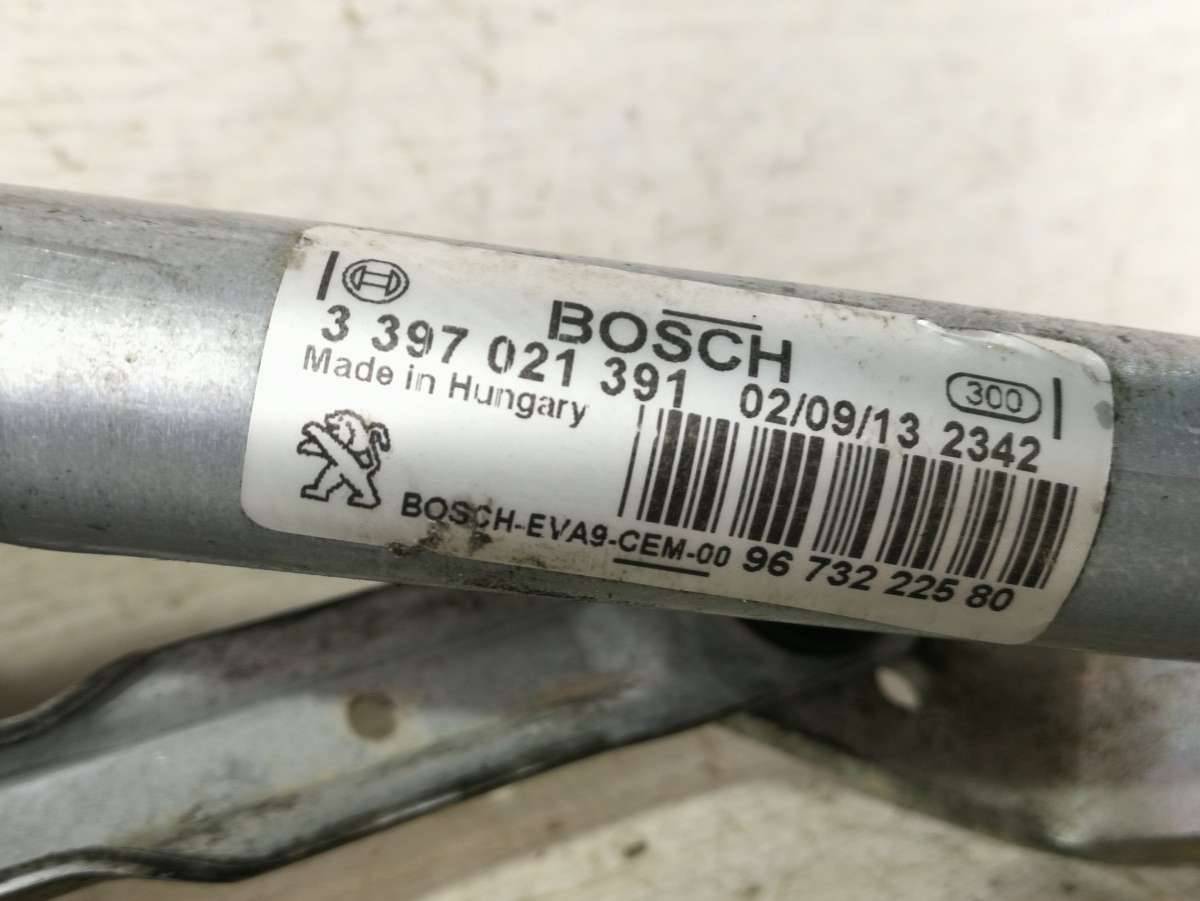 BOSCH
3 397 021 391 02/09/13 2342
300
Made in Hungary
BOSCH-EVA9-CEM-00 96 732 225 80